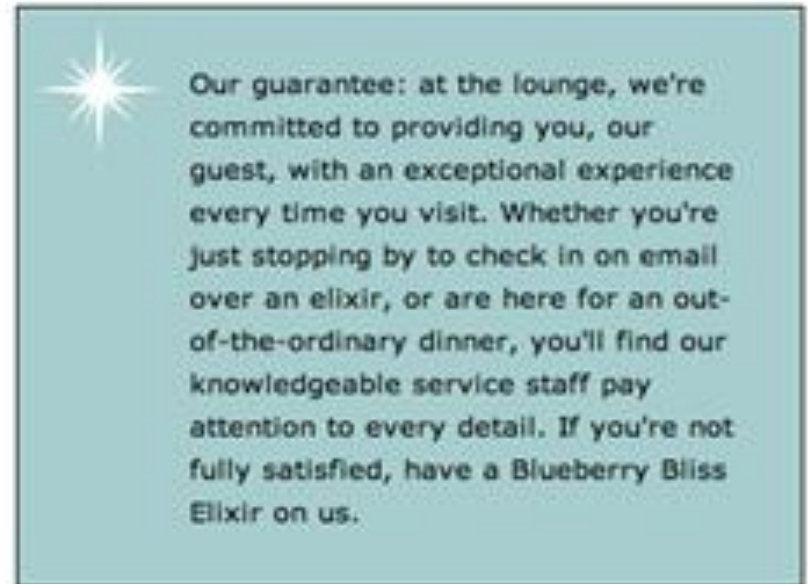 Our guarantee: at the lounge, we're
committed to providing you, our
guest, with an exceptional experience
every time you visit. Whether you're
just stopping by to check in on email
over an elixir, or are here for an out-
of-the-ordinary dinner, you'll find our
knowledgeable service staff pay
attention to every detail. If you're not
fully satisfied, have a Blueberry Bliss
Elixir on us.